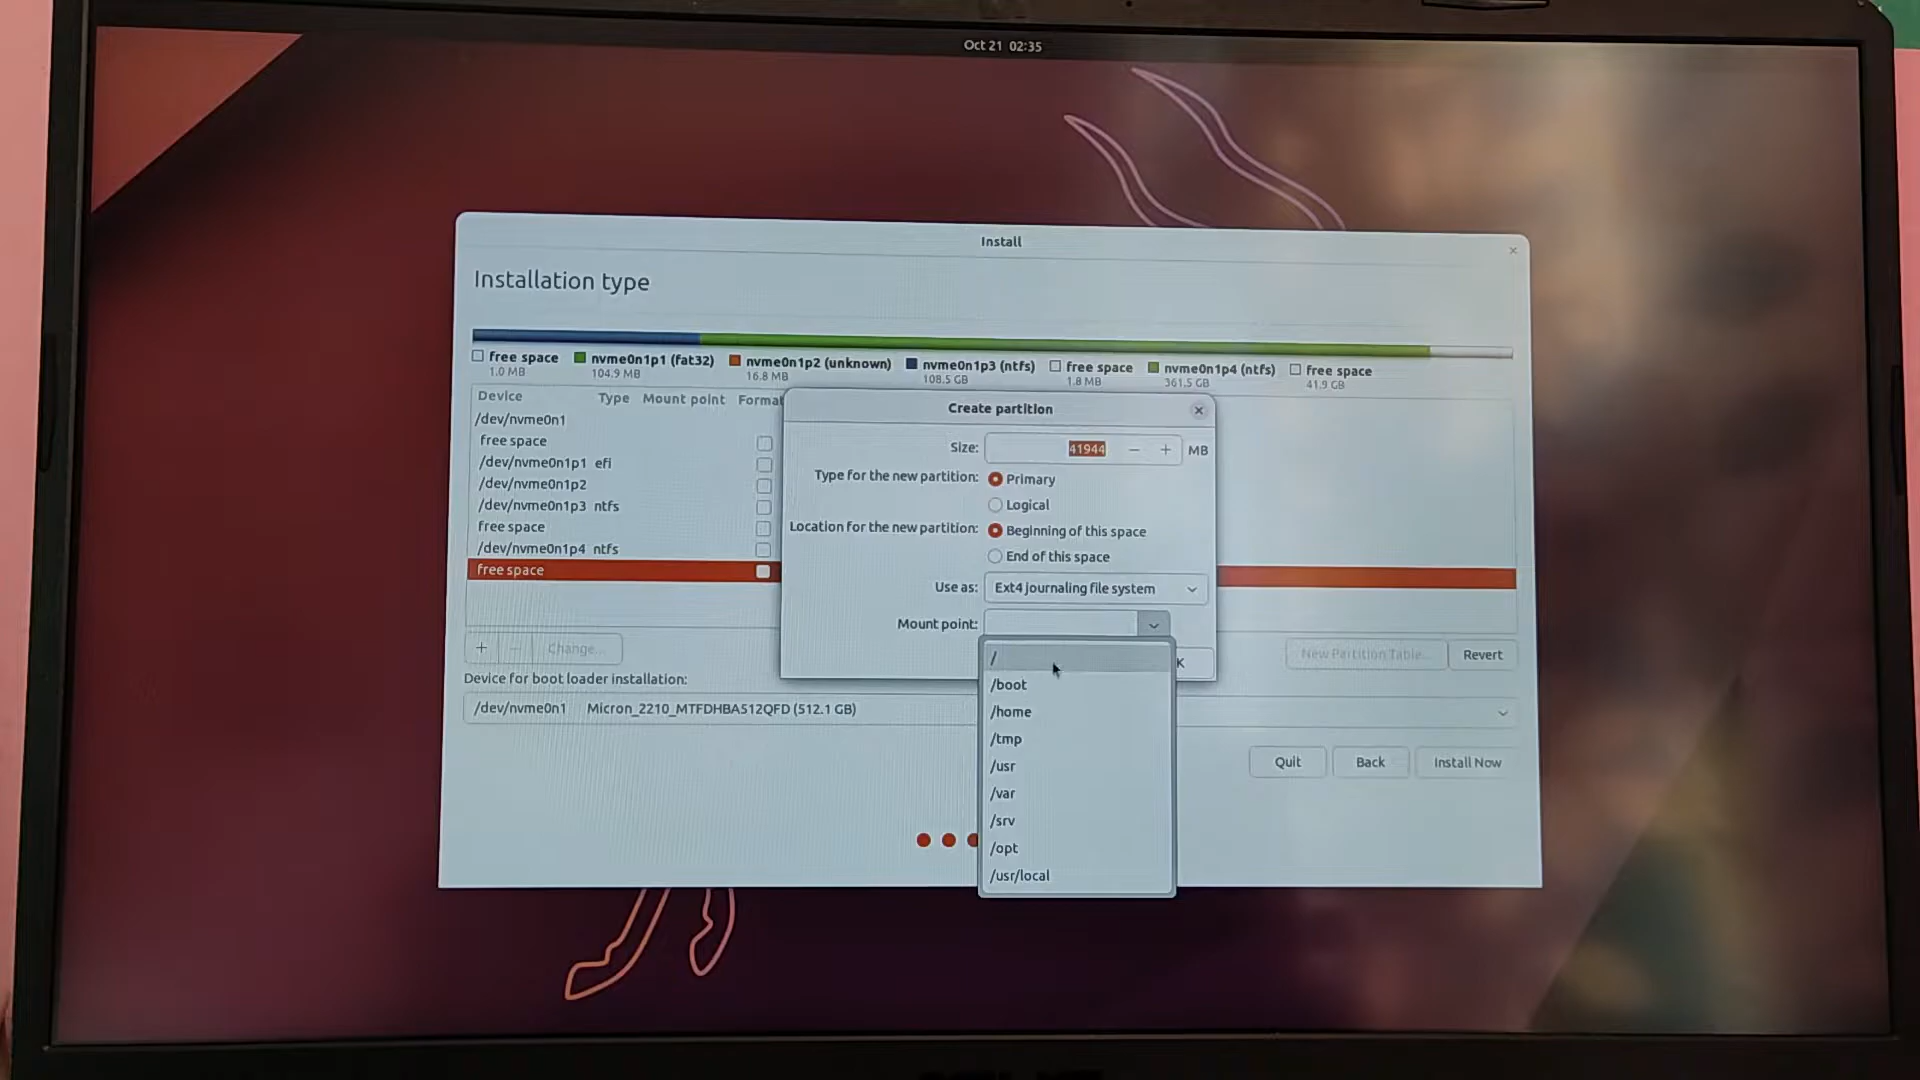 Oct 21 02:35
Install
Installation type
free space
1.0 MB
nvme0n1p1 (fat32)
104.9 MB
nvme0n1p2 (unknown)
16.8 MB
nvme0n1p3 (ntfs)
108.5 GB
free space
1.8 MB
nvme0n1p4 (ntfs)
361.5 GB
free space
41.9 GB
Device Type Mount point Format
/dev/nvme0n1
free space
/dev/nvme0n1p1 efi
/dev/nvme0n1p2
/dev/nvme0n1p3 ntfs
free space
/dev/nvme0n1p4 ntfs
free space
Create partition
Size: 41944 MB
Type for the new partition: Primary
Logical
Location for the new partition: Beginning of this space
End of this space
Use as: Ext4 journaling file system
Mount point:
/
/boot
/home
/tmp
/usr
/var
/srv
/opt
/usr/local
K
+ - Change...
New Partition Table... Revert
Device for boot loader installation:
/dev/nvme0n1 Micron_2210_MTFDHBA512QFD (512.1 GB)
Quit Back Install Now